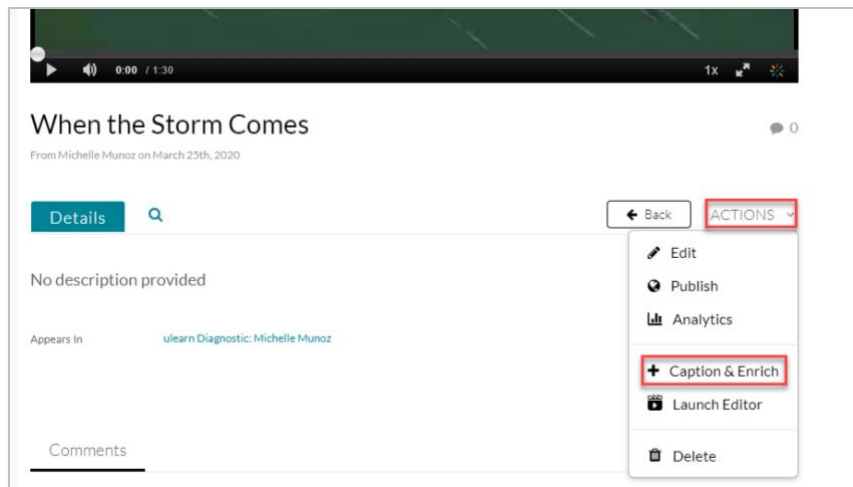 0:00 / 1:30 1x
When the Storm Comes
0
From Michelle Munoz on March 25th, 2020
Details
Back ACTIONS
Edit
No description provided
Publish
Analytics
Appears In ulearn Diagnostic: Michelle Munoz
Caption & Enrich
Launch Editor
Comments
Delete